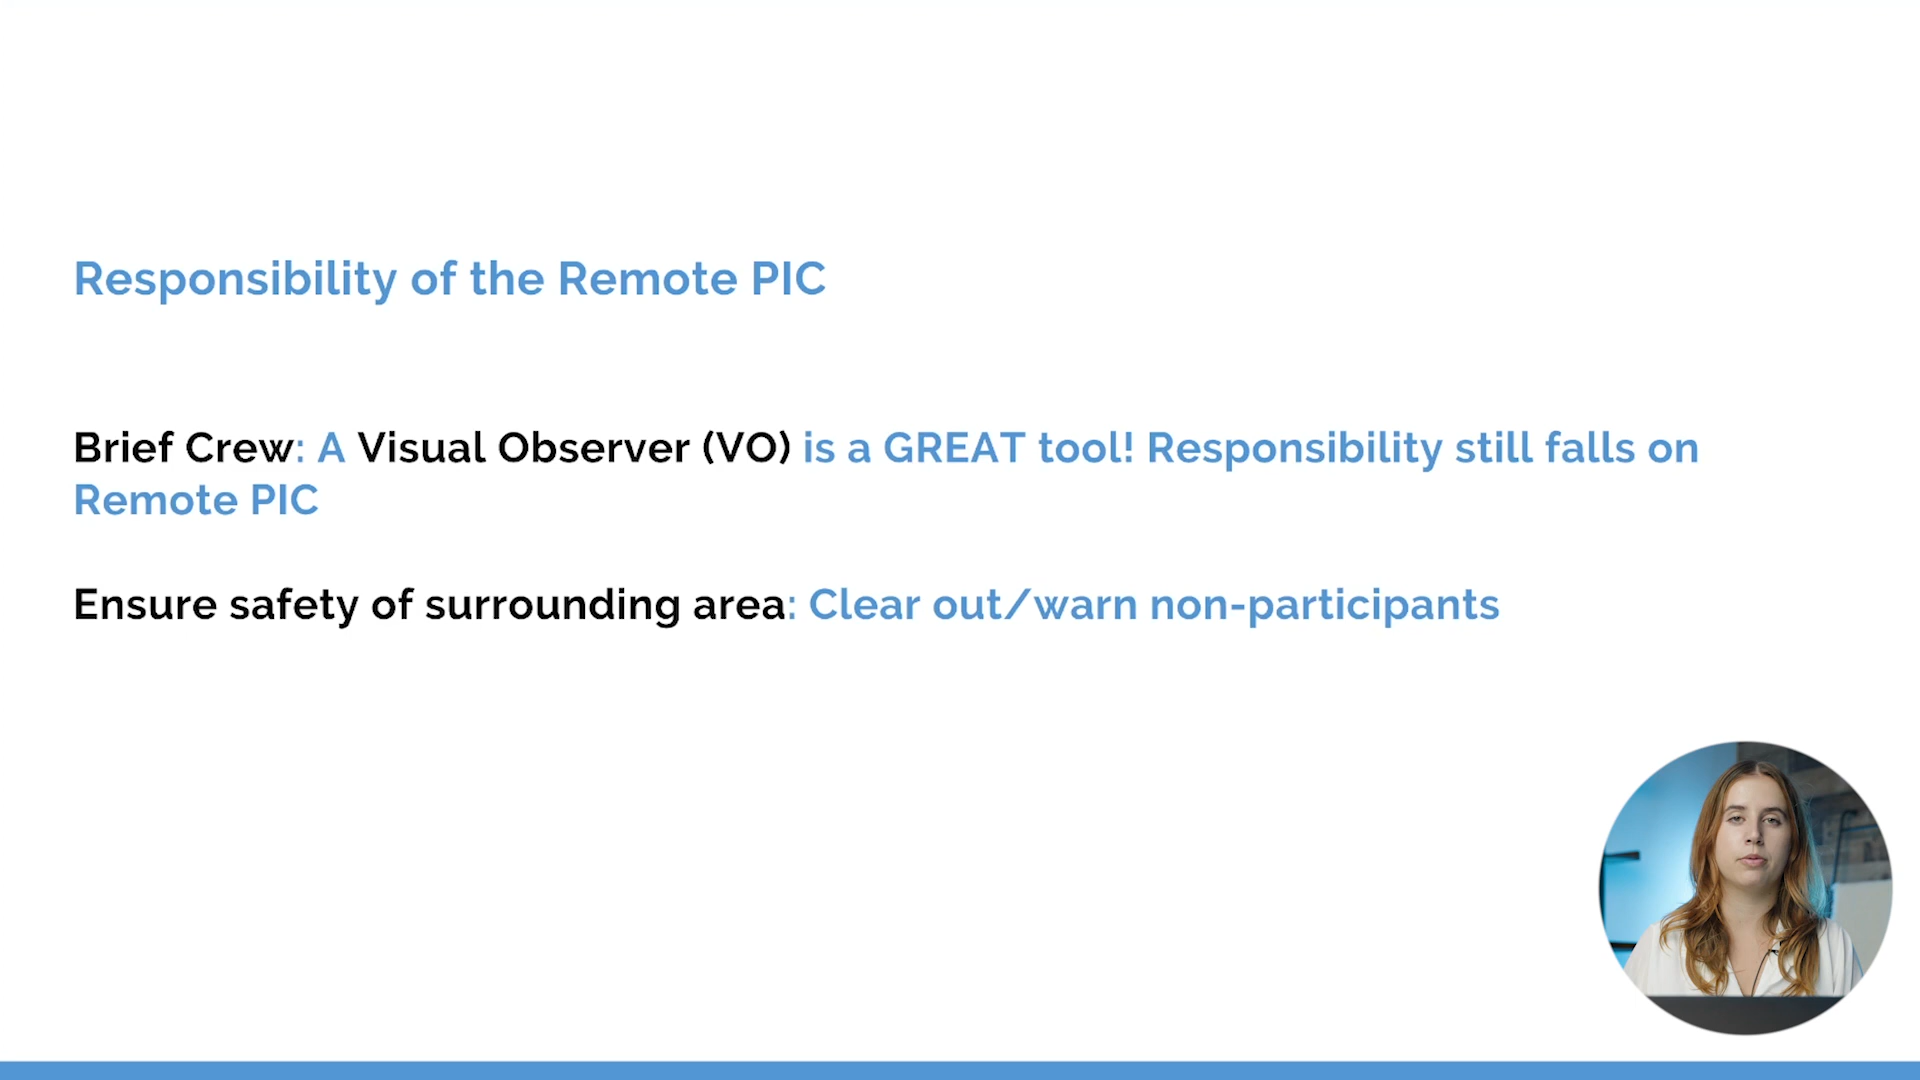 Responsibility of the Remote PIC
Brief Crew: A Visual Observer (VO) is a GREAT tool! Responsibility still falls on
Remote PIC
Ensure safety of surrounding area: Clear out/warn non-participants